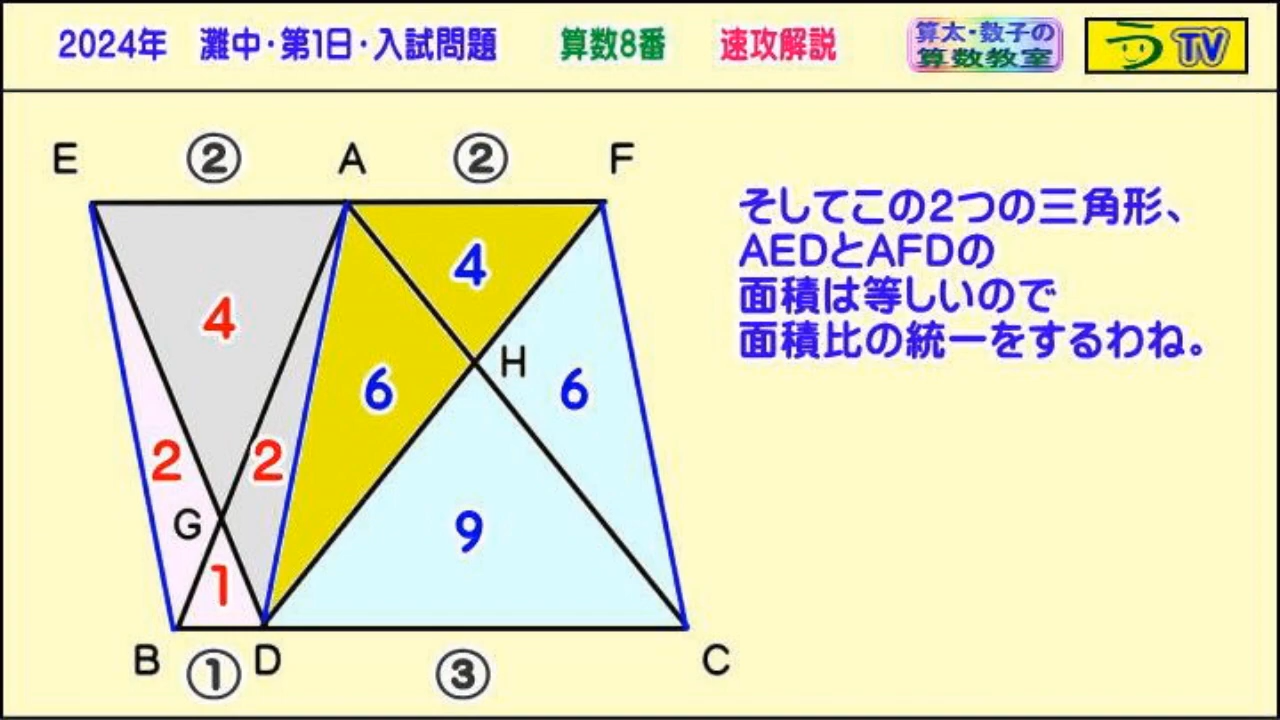 2024年 灘中・第1日・入試問題 算数8番 速攻解説
算太・数子の
算数教室
う TV
E ② A ② F
そしてこの2つの三角形、
AEDとAFDの
面積は等しいので
面積比の統一をするわね。
4
4
H
6
6
2
2
G
9
1
B ① D ③ C